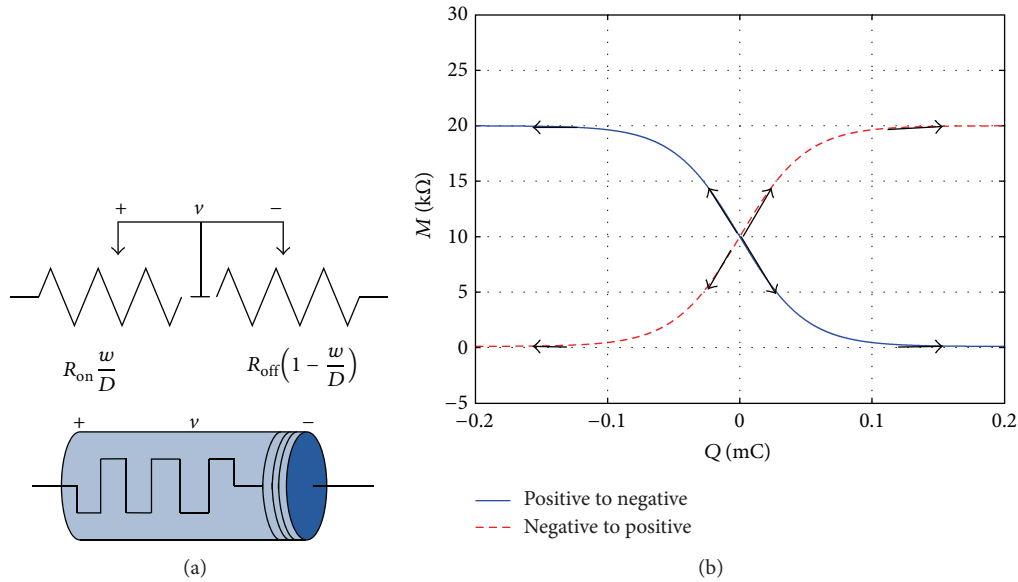 + v −
R_on w/D
R_off(1 − w/D)
+ v −
(a)
30
25
20
15
10
5
0
−5
M (kΩ)
−0.2 −0.1 0 0.1 0.2
Q (mC)
Positive to negative
Negative to positive
(b)